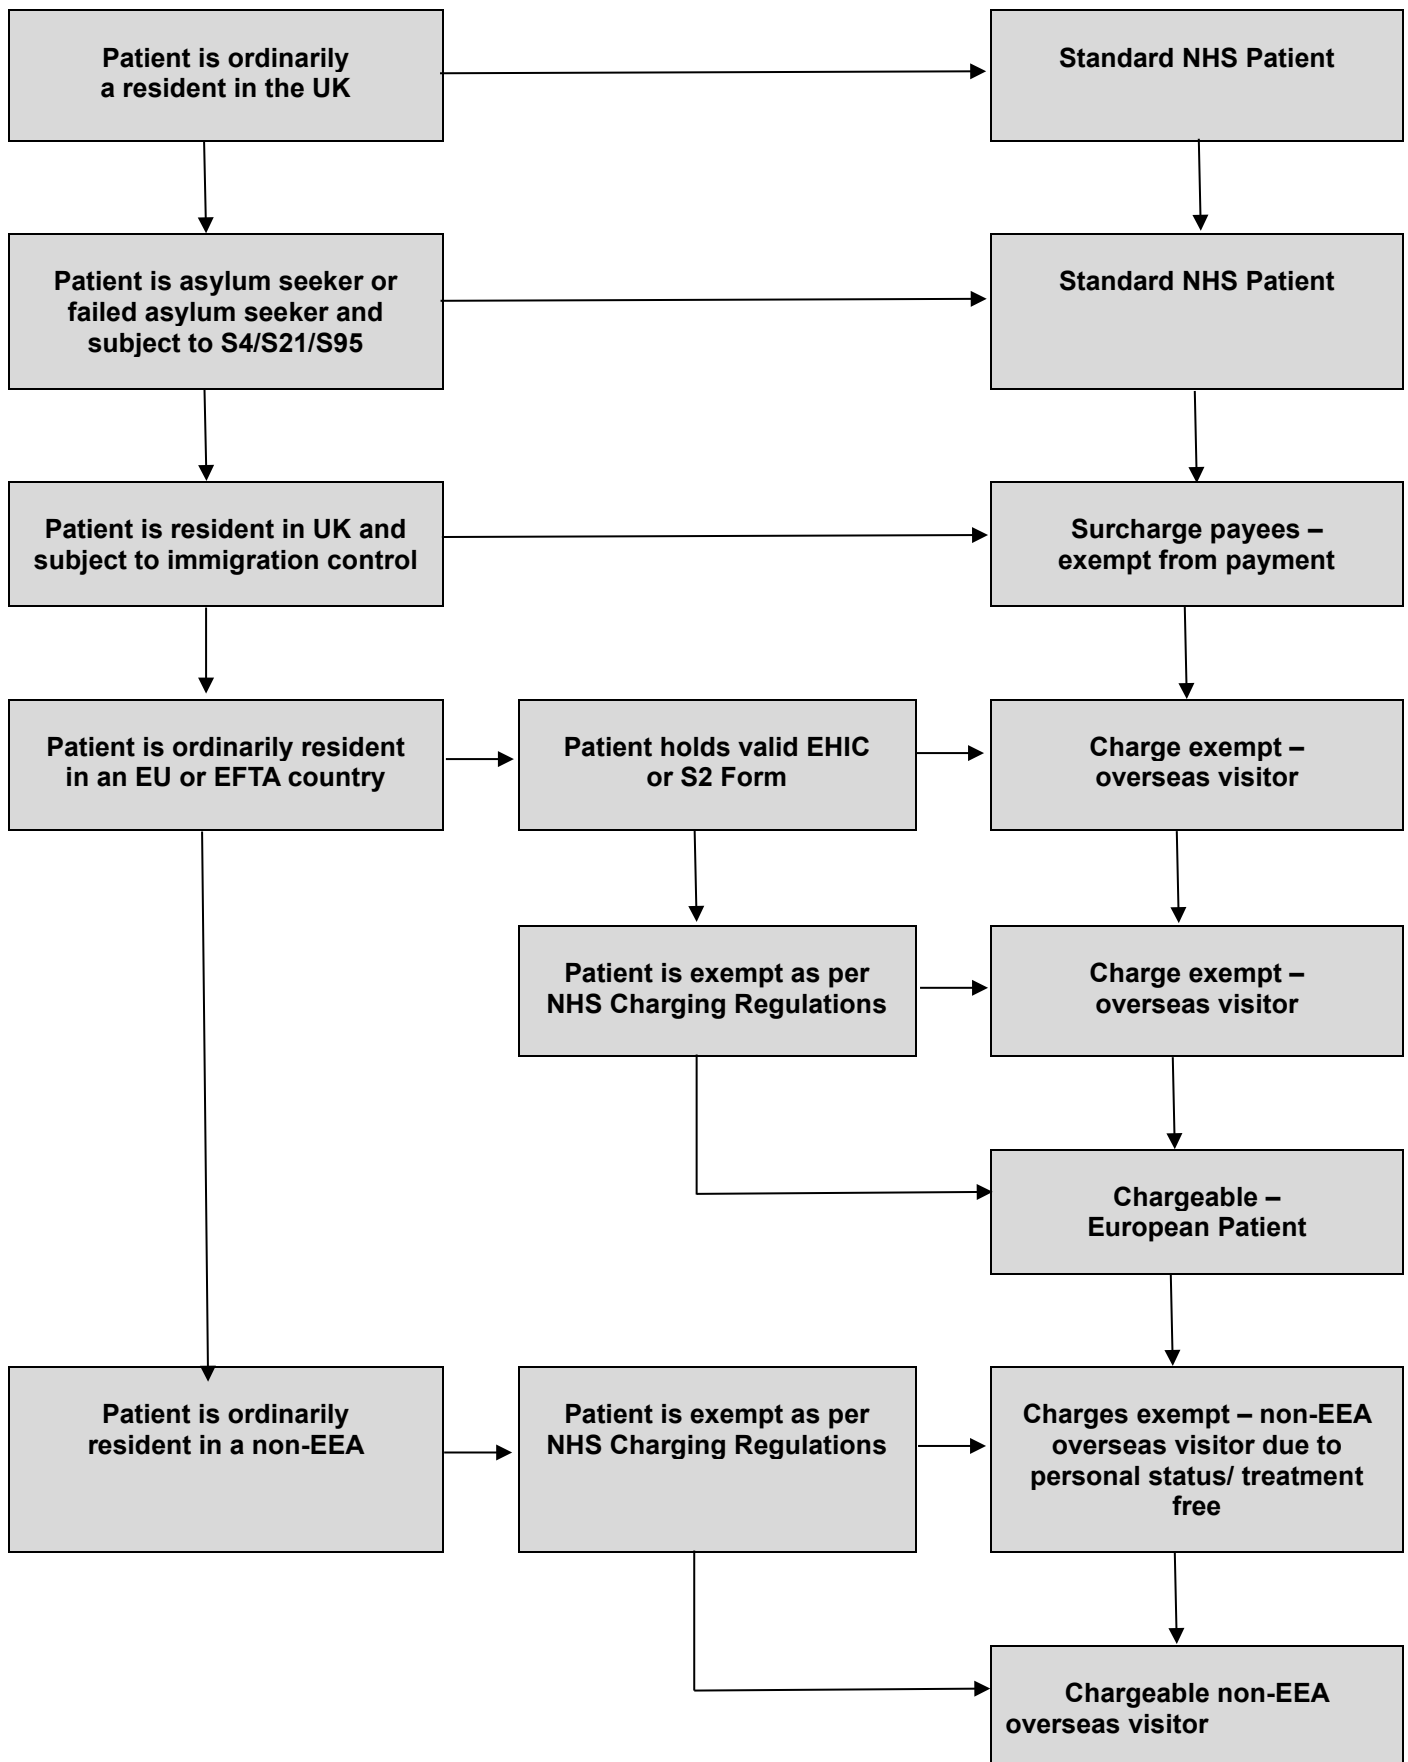 Patient is ordinarily
a resident in the UK
Standard NHS Patient
Patient is asylum seeker or
failed asylum seeker and
subject to S4/S21/S95
Standard NHS Patient
Patient is resident in UK and
subject to immigration control
Surcharge payees –
exempt from payment
Patient is ordinarily resident
in an EU or EFTA country
Patient holds valid EHIC
or S2 Form
Charge exempt –
overseas visitor
Patient is exempt as per
NHS Charging Regulations
Charge exempt –
overseas visitor
Chargeable –
European Patient
Patient is ordinarily
resident in a non-EEA
Patient is exempt as per
NHS Charging Regulations
Charges exempt – non-EEA
overseas visitor due to
personal status/ treatment
free
Chargeable non-EEA
overseas visitor